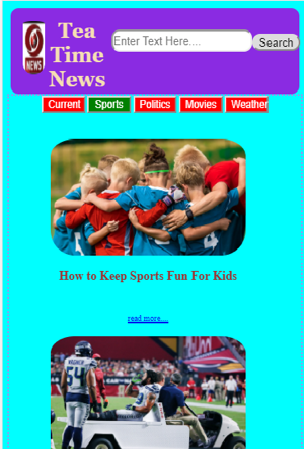 NEWS
Tea
Time
News
Enter Text Here....
Search
Current Sports Politics Movies Weather
How to Keep Sports Fun For Kids
read more....
54